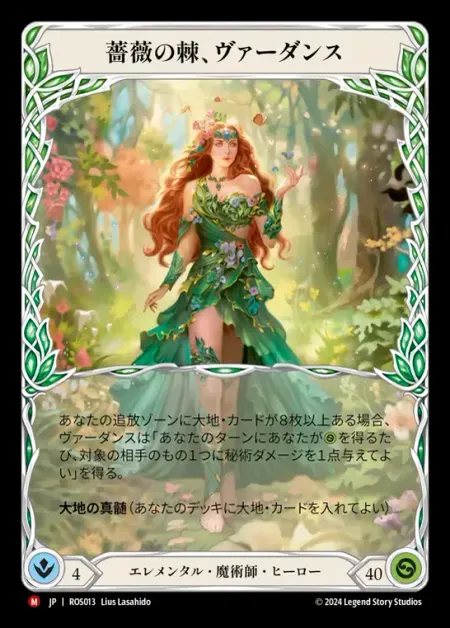 薔薇の棘、ヴァーダンス
あなたの追放ゾーンに大地・カードが8枚以上ある場合、
ヴァーダンスは「あなたのターンにあなたが を得るた
び、対象の相手のもの1つに秘術ダメージを1点与えてよ
い」を得る。
大地の真髄(あなたのデッキに大地・カードを入れてよい)
4
エレメンタル・魔術師・ヒーロー
40
M JP | ROS013 Lius Lasahido
© 2024 Legend Story Studios